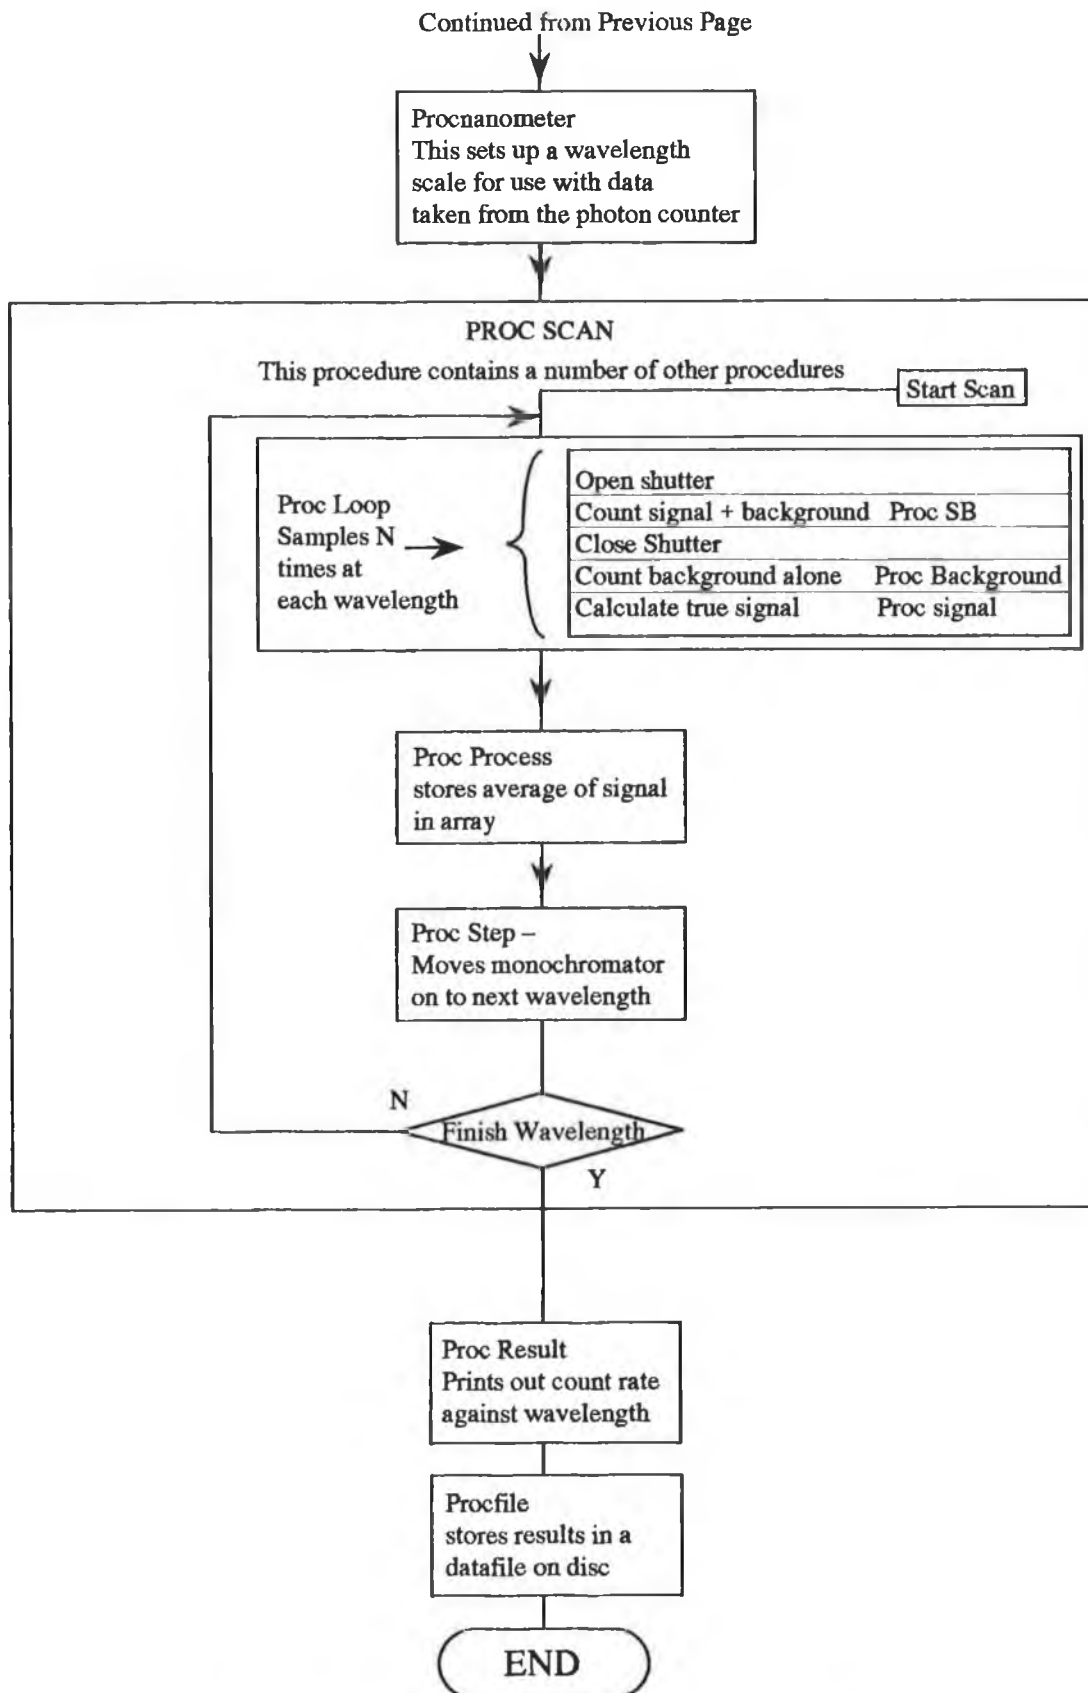 Continued from Previous Page
Procnanometer
This sets up a wavelength
scale for use with data
taken from the photon counter
PROC SCAN
This procedure contains a number of other procedures
Start Scan
Proc Loop
Samples N
times at
each wavelength
Open shutter
Count signal + background Proc SB
Close Shutter
Count background alone Proc Background
Calculate true signal Proc signal
Proc Process
stores average of signal
in array
Proc Step –
Moves monochromator
on to next wavelength
N
Finish Wavelength
Y
Proc Result
Prints out count rate
against wavelength
Procfile
stores results in a
datafile on disc
END